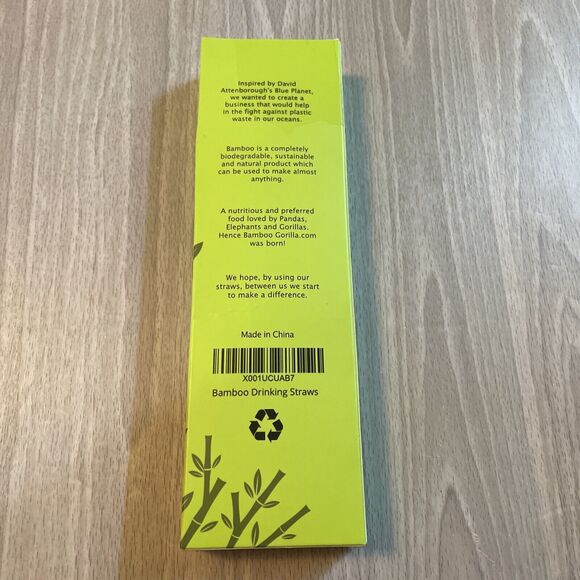 Inspired by David
Attenborough's Blue Planet,
we wanted to create a
business that would help
in the fight against plastic
waste in our oceans.
Bamboo is a completely
biodegradable, sustainable
and natural product which
can be used to make almost
anything.
A nutritious and preferred
food loved by Pandas,
Elephants and Gorillas.
Hence Bamboo Gorilla.com
was born!
We hope, by using our
straws, between us we start
to make a difference.
Made in China
X001UCUAB7
Bamboo Drinking Straws